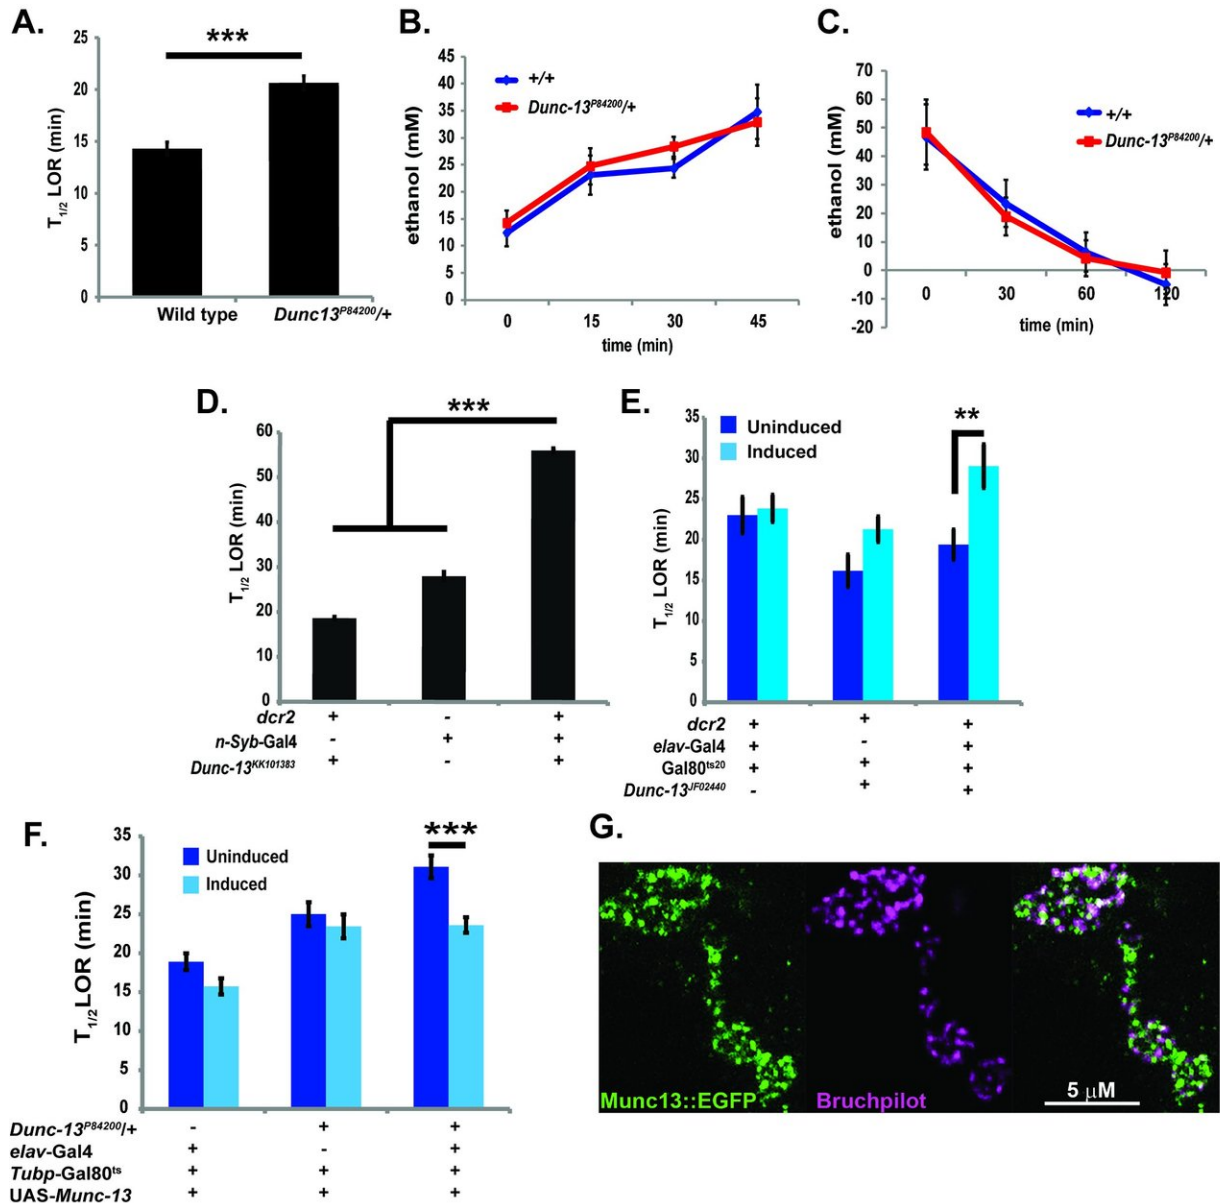 A.
***
25
20
15
10
5
0
T1/2 LOR (min)
Wild type
Dunc13P84200/+
B.
45
40
35
30
25
20
15
10
5
0
ethanol (mM)
+/+
Dunc-13P84200/+
0 15 30 45
time (min)
C.
70
60
50
40
30
20
10
0
-10
-20
ethanol (mM)
+/+
Dunc-13P84200/+
0 30 60 120
time (min)
D.
***
60
50
40
30
20
10
0
T1/2 LOR (min)
dcr2 + - +
n-Syb-Gal4 - + +
Dunc-13KK101383 + - +
E.
35
30
25
20
15
10
5
0
T1/2 LOR (min)
Uninduced
Induced
**
dcr2 + + +
elav-Gal4 + - +
Gal80ts20 + + +
Dunc-13JF02440 - + +
F.
35
30
25
20
15
10
5
0
T1/2 LOR (min)
Uninduced
Induced
***
Dunc-13P84200/+ - + +
elav-Gal4 + - +
Tubp-Gal80ts + + +
UAS-Munc-13 + + +
G.
Munc13::EGFP
Bruchpilot
5 µM